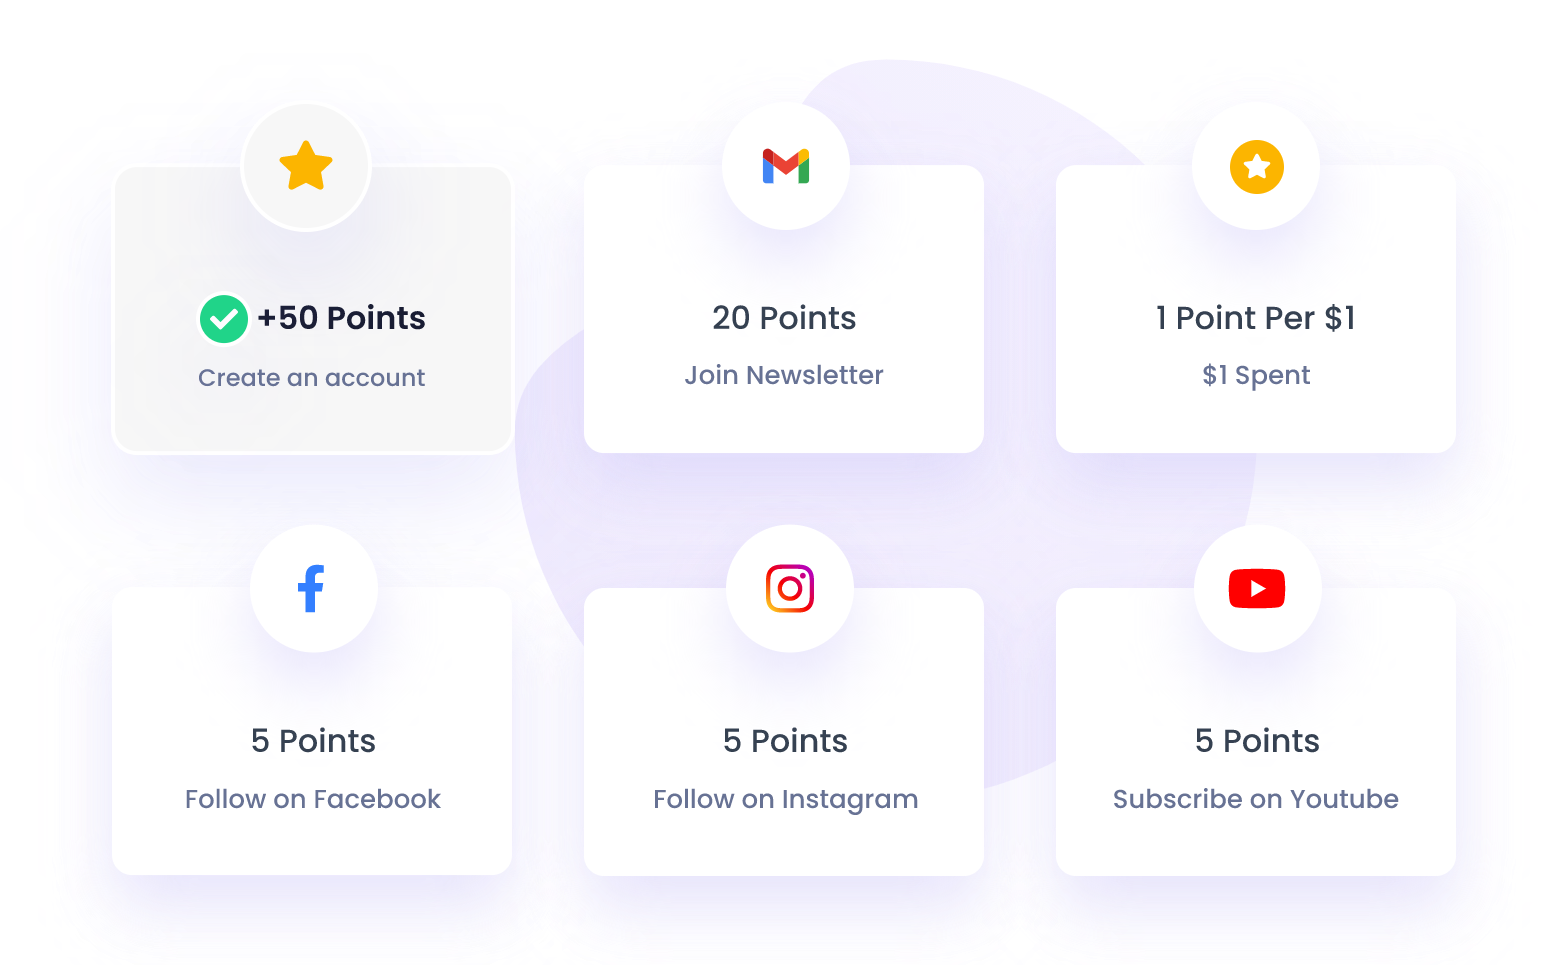 +50 Points
Create an account
20 Points
Join Newsletter
1 Point Per $1
$1 Spent
5 Points
Follow on Facebook
5 Points
Follow on Instagram
5 Points
Subscribe on Youtube